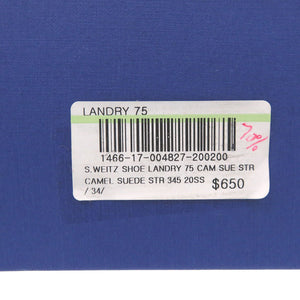 LANDRY 75
70%
1466-17-004827-200200
S.WEITZ SHOE LANDRY 75 CAM SUE STR
CAMEL SUEDE STR 345 20SS $650
/ 34/